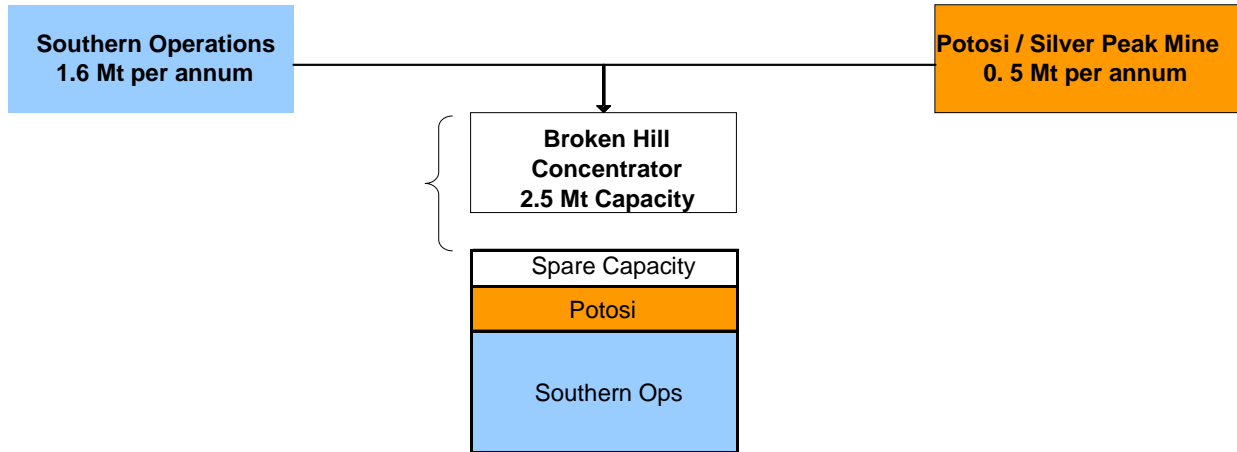 Southern Operations
1.6 Mt per annum
Potosi / Silver Peak Mine
0. 5 Mt per annum
Broken Hill
Concentrator
2.5 Mt Capacity
Spare Capacity
Potosi
Southern Ops